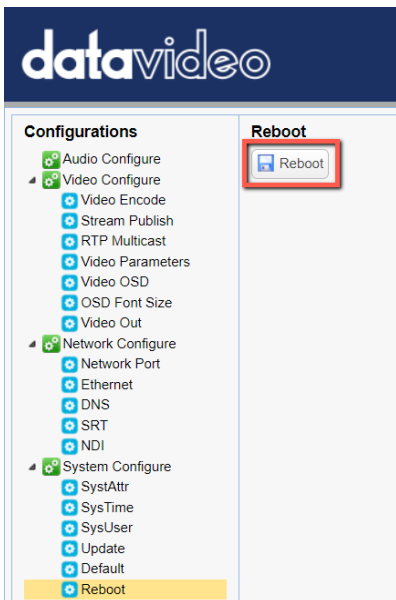 datavideo
Configurations
Audio Configure
Video Configure
Video Encode
Stream Publish
RTP Multicast
Video Parameters
Video OSD
OSD Font Size
Video Out
Network Configure
Network Port
Ethernet
DNS
SRT
NDI
System Configure
SystAttr
SysTime
SysUser
Update
Default
Reboot
Reboot
Reboot